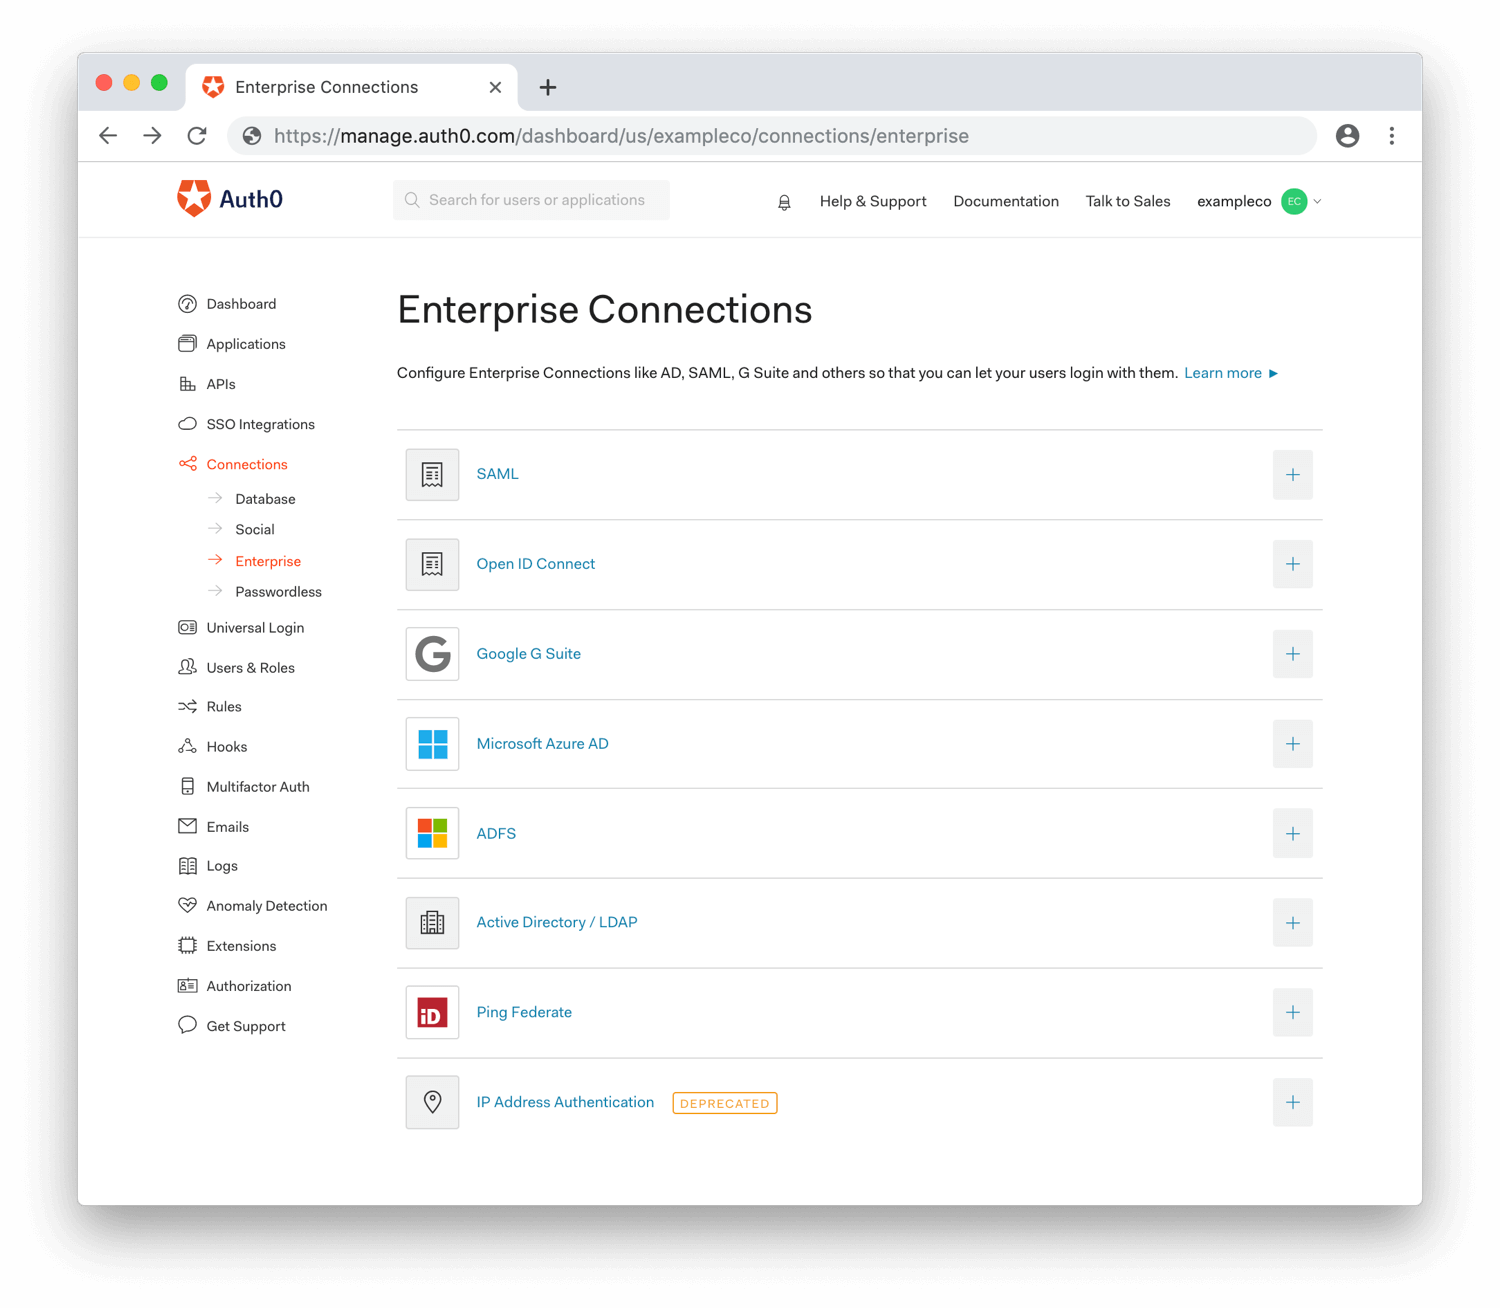 Enterprise Connections
https://manage.auth0.com/dashboard/us/exampleco/connections/enterprise
Auth0
Search for users or applications
Help & Support
Documentation
Talk to Sales
exampleco
EC
Dashboard
Applications
APIs
SSO Integrations
Connections
Database
Social
Enterprise
Passwordless
Universal Login
Users & Roles
Rules
Hooks
Multifactor Auth
Emails
Logs
Anomaly Detection
Extensions
Authorization
Get Support
Enterprise Connections
Configure Enterprise Connections like AD, SAML, G Suite and others so that you can let your users login with them. Learn more ►
SAML
Open ID Connect
G
Google G Suite
Microsoft Azure AD
ADFS
Active Directory / LDAP
iD
Ping Federate
IP Address Authentication
DEPRECATED